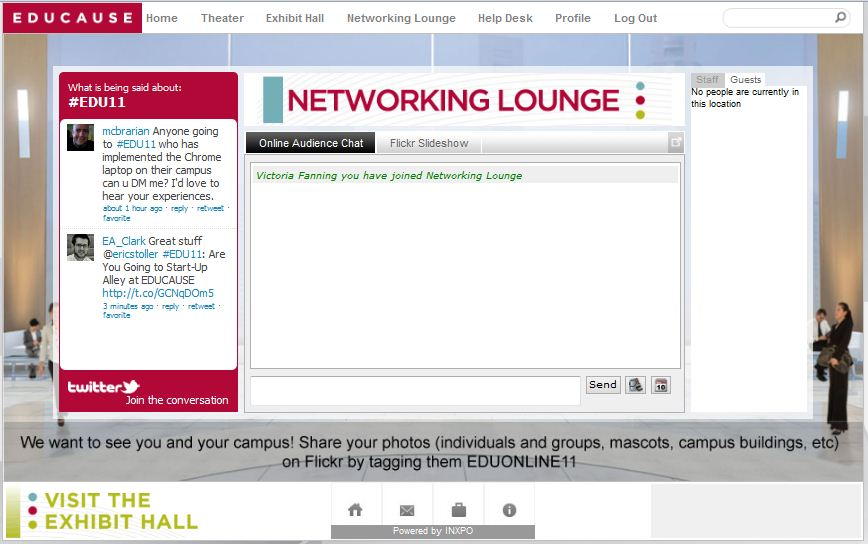 EDUCAUSE
Home Theater Exhibit Hall Networking Lounge Help Desk Profile Log Out
What is being said about:
#EDU11
mcbrarian Anyone going
to #EDU11 who has
implemented the Chrome
laptop on their campus
can u DM me? I'd love to
hear your experiences.
about 1 hour ago · reply · retweet ·
favorite
EA_Clark Great stuff
@ericstoller #EDU11: Are
You Going to Start-Up
Alley at EDUCAUSE
http://t.co/GCNqDOm5
3 minutes ago · reply · retweet ·
favorite
twitter
Join the conversation
NETWORKING LOUNGE
Online Audience Chat Flickr Slideshow
Victoria Fanning you have joined Networking Lounge
Send
10
Staff Guests
No people are currently in
this location
We want to see you and your campus! Share your photos (individuals and groups, mascots, campus buildings, etc)
on Flickr by tagging them EDUONLINE11
VISIT THE
EXHIBIT HALL
Powered by INXPO